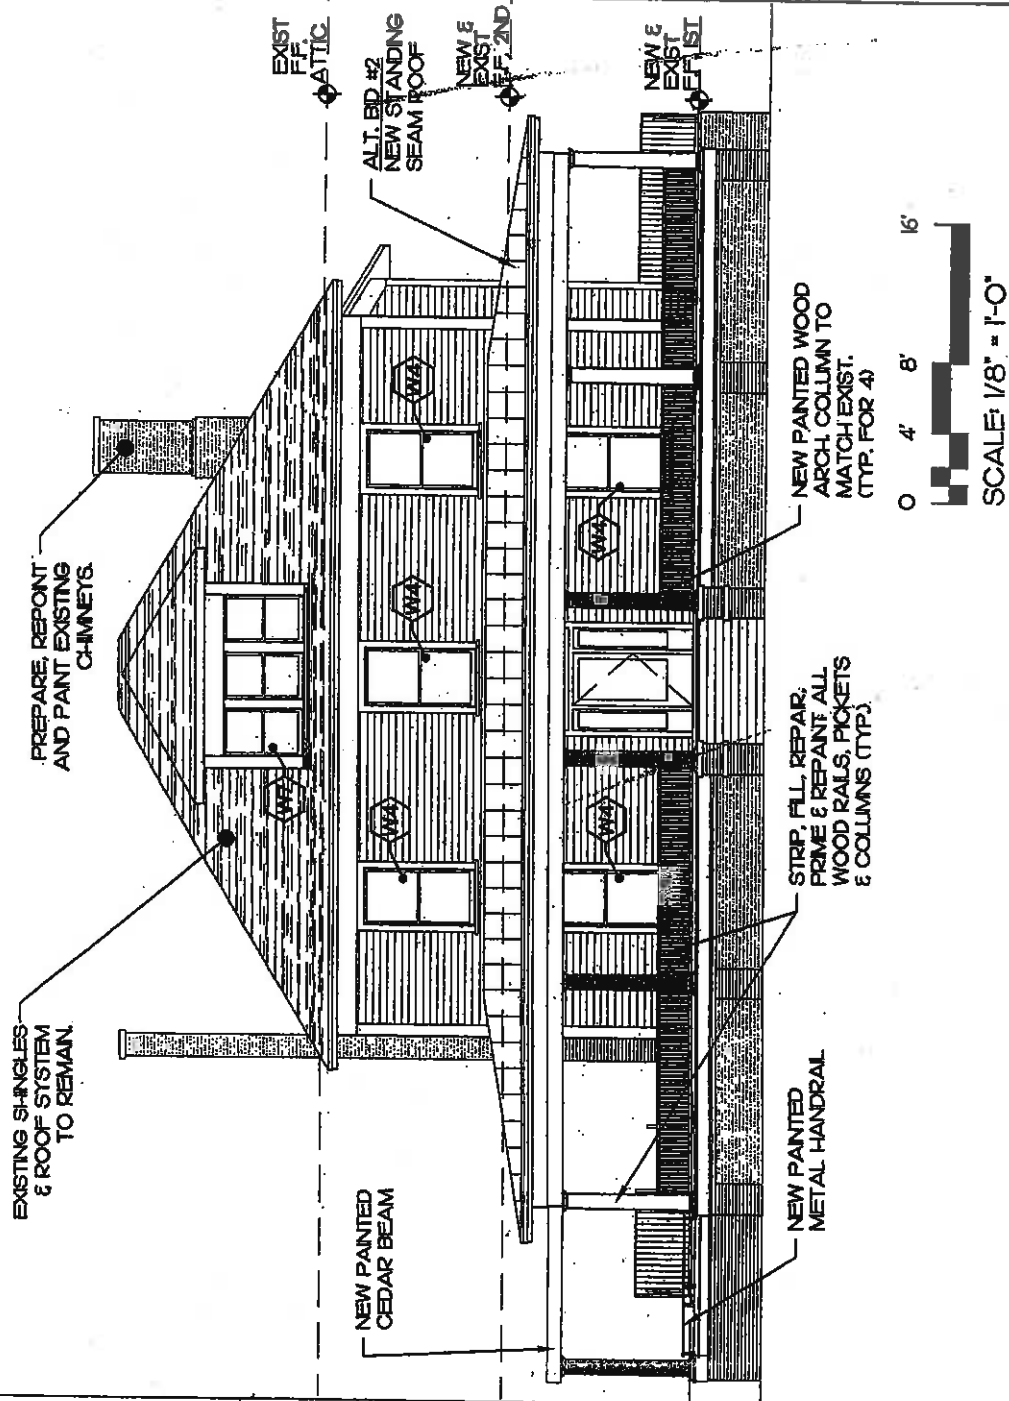 EXISTING SHINGLES
& ROOF SYSTEM
TO REMAIN.
PREPARE, REPOINT
AND PAINT EXISTING
CHIMNEYS.
EXIST
F.F.
ATTIC
ALT. BID #2
NEW STANDING
SEAM ROOF
NEW &
EXIST
F.F. 2ND
NEW &
EXIST
F.F. 1ST
W7
W4
W4
W4
W4
W4
NEW PAINTED
CEDAR BEAM
NEW PAINTED
METAL HANDRAIL
STRIP, FILL, REPAIR,
PRIME & REPAINT ALL
WOOD RAILS, PICKETS
& COLUMNS (TYP.)
NEW PAINTED WOOD
ARCH. COLUMN TO
MATCH EXIST.
(TYP. FOR 4)
0 4' 8' 16'
SCALE: 1/8" = 1'-0"